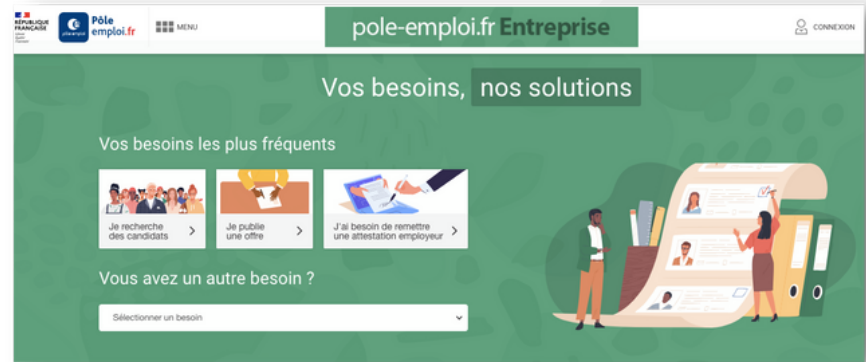 RÉPUBLIQUE
FRANÇAISE
Pôle
emploi.fr
MENU
pole-emploi.fr Entreprise
CONNEXION
Vos besoins, nos solutions
Vos besoins les plus fréquents
Je recherche
des candidats
Je publie
une offre
J'ai besoin de remettre
une attestation employeur
Vous avez un autre besoin ?
Sélectionner un besoin